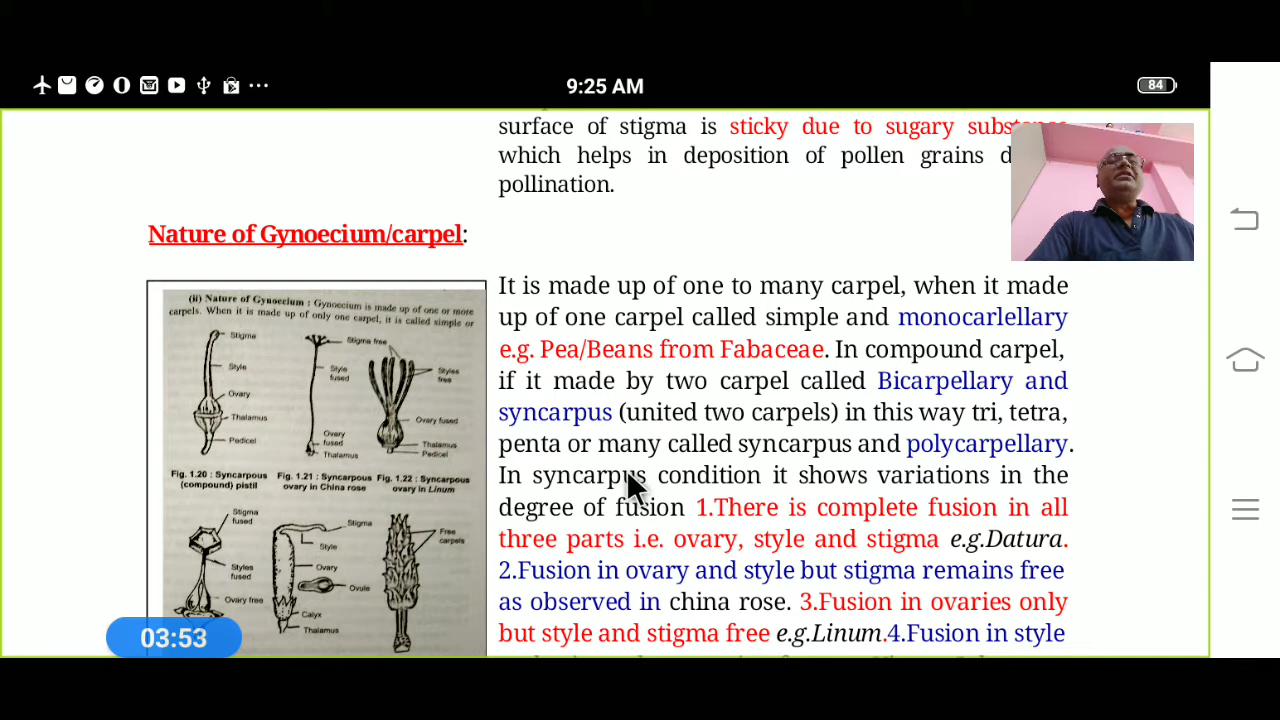 9:25 AM
84
surface of stigma is sticky due to sugary
which helps in deposition of pollen grains
pollination.
Nature of Gynoecium/carpel:
It is made up of one to many carpel, when it made
up of one carpel called simple and monocarlellary
e.g. Pea/Beans from Fabaceae. In compound carpel,
if it made by two carpel called Bicarpellary and
syncarpus (united two carpels) in this way tri, tetra,
penta or many called syncarpus and polycarpellary.
In syncarpus condition it shows variations in the
degree of fusion 1.There is complete fusion in all
three parts i.e. ovary, style and stigma e.g.Datura.
2.Fusion in ovary and style but stigma remains free
as observed in china rose. 3.Fusion in ovaries only
but style and stigma free e.g.Linum.4.Fusion in style
(ii) Nature of Gynoecium : Gynoecium is made up of one or more
carpels. When it is made up of only one carpel, it is called simple or
Stigma
Style
Ovary
Thalamus
Pedicel
Stigma free
Style
fused
Ovary
fused
Thalamus
Styles
free
Ovary fused
Thalamus
Pedicel
Fig. 1.20 : Syncarpous
(compound) pistil
Fig. 1.21 : Syncarpous
ovary in China rose
Fig. 1.22 : Syncarpous
ovary in Linum
Stigma
fused
Styles
fused
Ovary free
Stigma
Style
Ovary
Ovule
Calyx
Thalamus
Free
carpels
03:53